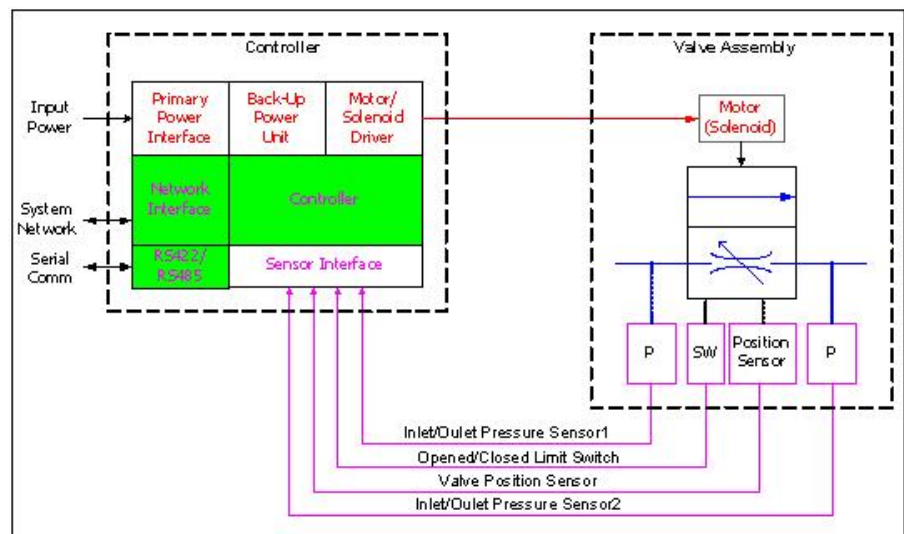 Controller
Valve Assembly
Input
Power
Primary
Power
Interface
Back-Up
Power
Unit
Motor/
Solenoid
Driver
Motor
(Solenoid)
System
Network
Network
Interface
Controller
Serial
Comm
RS422/
RS485
Sensor Interface
P
SW
Position
Sensor
P
Inlet/Oulet Pressure Sensor1
Opened/Closed Limit Switch
Valve Position Sensor
Inlet/Oulet Pressure Sensor2